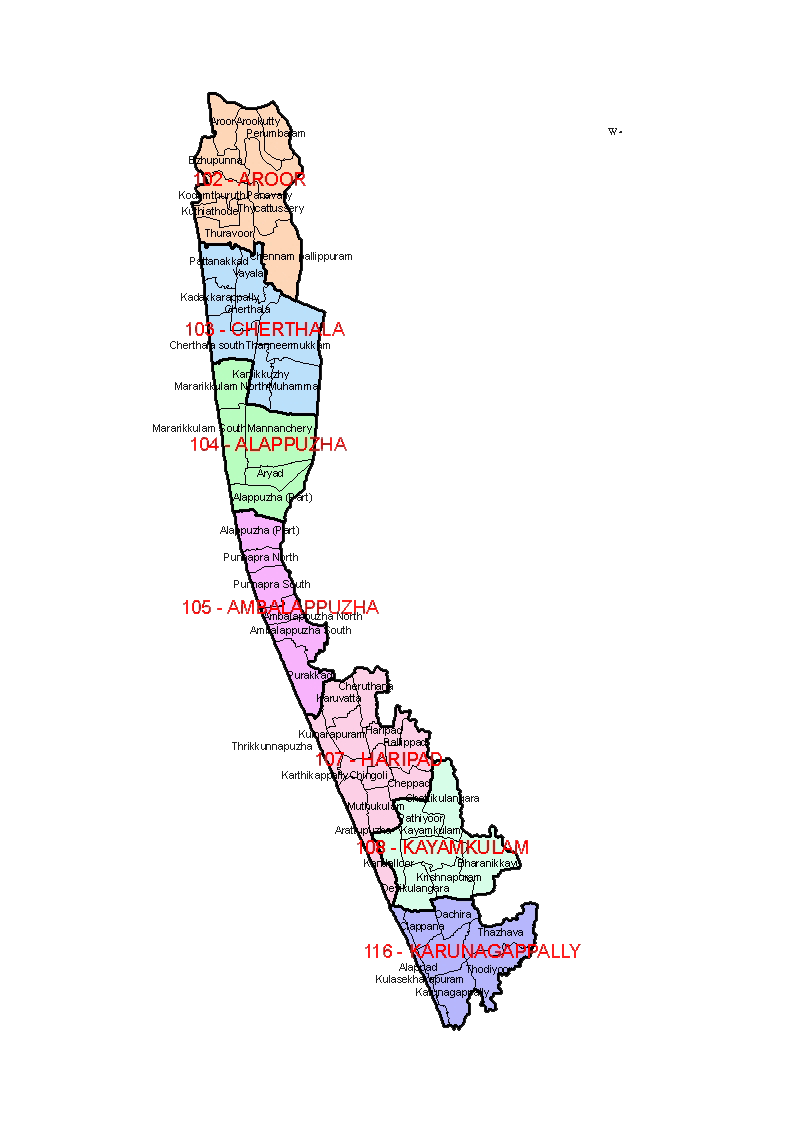 W
Aroor
Arookutty
Perumbalam
Ezhupunna
102 - AROOR
Kodamthuruth
Panavally
Kuthiathode
Thycattussery
Thuravoor
Chennam pallippuram
Pattanakkad
Vayalar
Kadakkarappally
Cherthala
103 - CHERTHALA
Cherthala south
Thanneermukkam
Kanjikkuzhy
Mararikkulam North
Muhamma
Mararikkulam South
Mannanchery
104 - ALAPPUZHA
Aryad
Alappuzha (Part)
Alappuzha (Part)
Punnapra North
Punnapra South
105 - AMBALAPPUZHA
Ambalappuzha North
Ambalappuzha South
Purakkad
Cheruthana
Karuvatta
Kumarapuram
Haripad
Pallippad
Thrikkunnapuzha
107 - HARIPAD
Karthikappally
Chingoli
Cheppad
Chettikulangara
Muthukulam
Pathiyoor
Arattupuzha
Kayamkulam
108 - KAYAMKULAM
Kandalloor
Bharanikkavu
Krishnapuram
Devikulangara
Oachira
Clappana
Thazhava
116 - KARUNAGAPPALLY
Alappad
Thodiyoor
Kulasekharapuram
Karunagappally